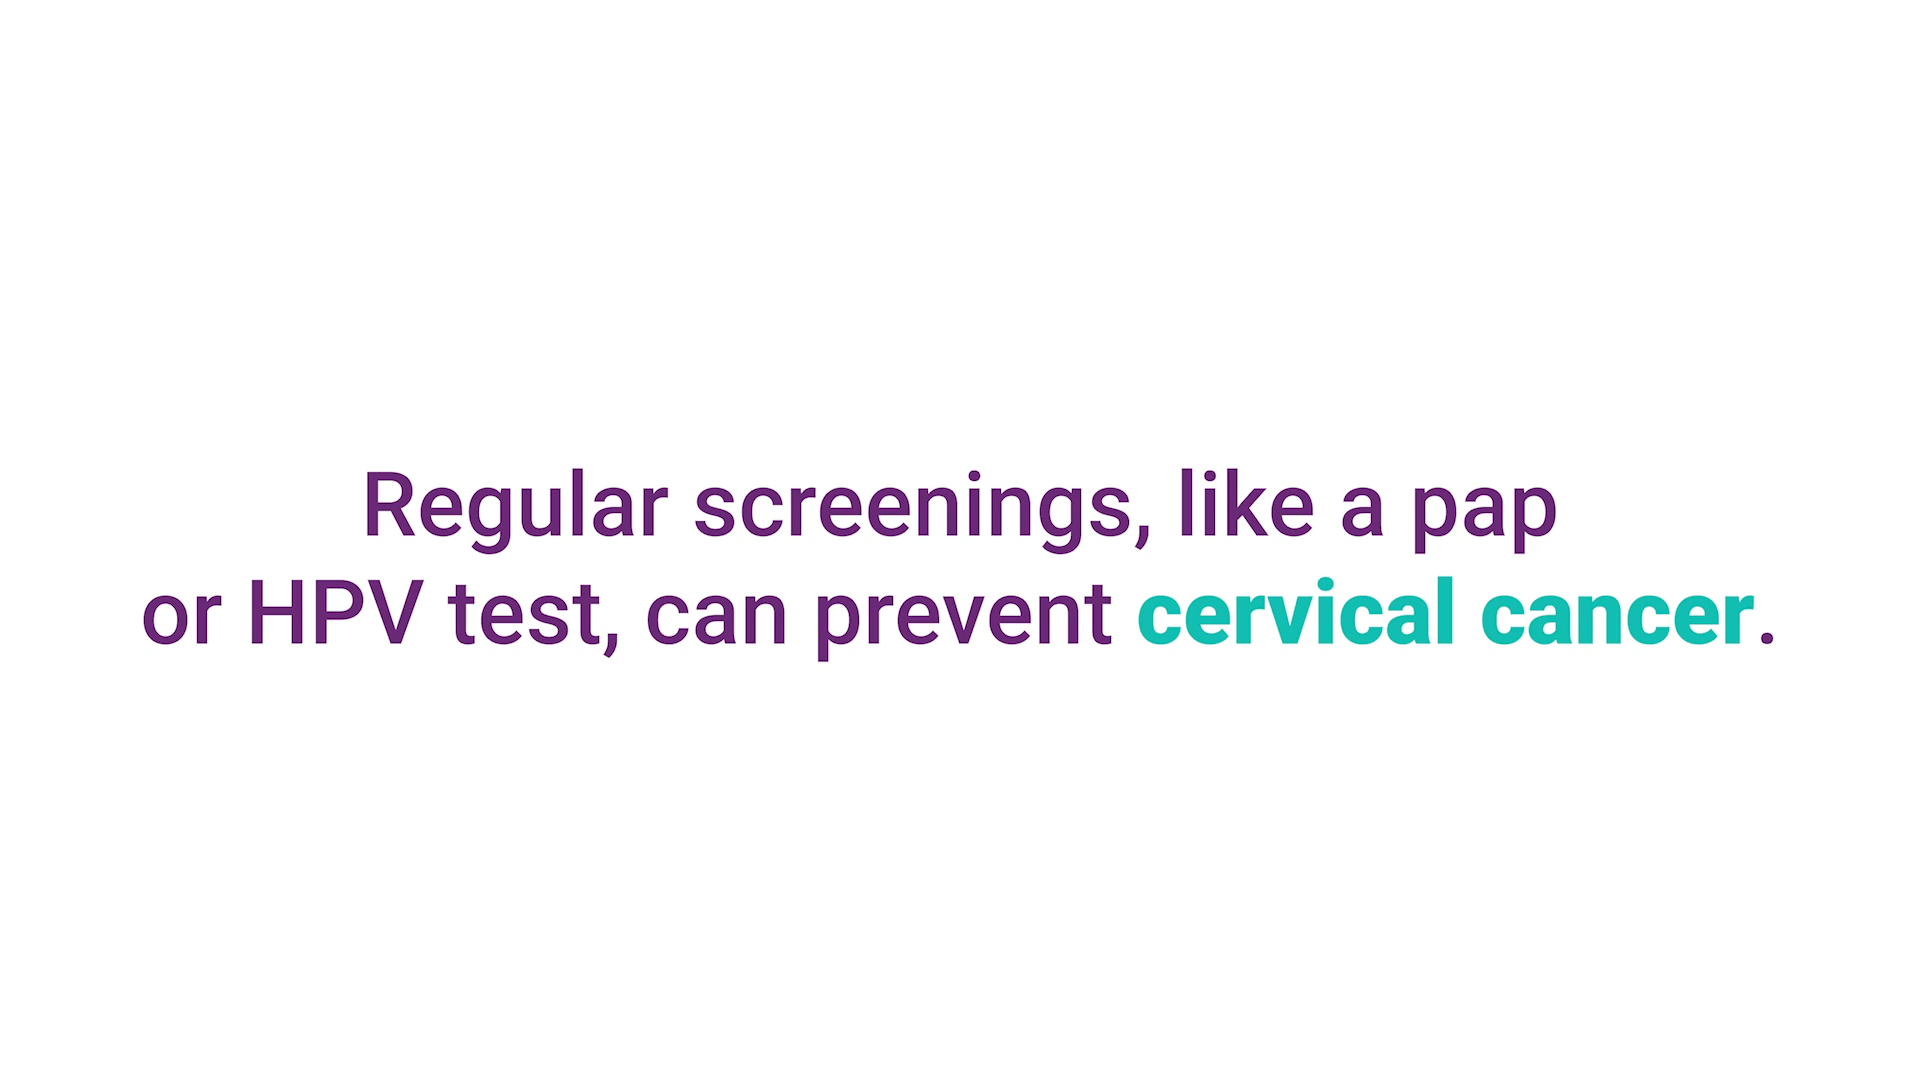 Regular screenings, like a pap
or HPV test, can prevent cervical cancer.